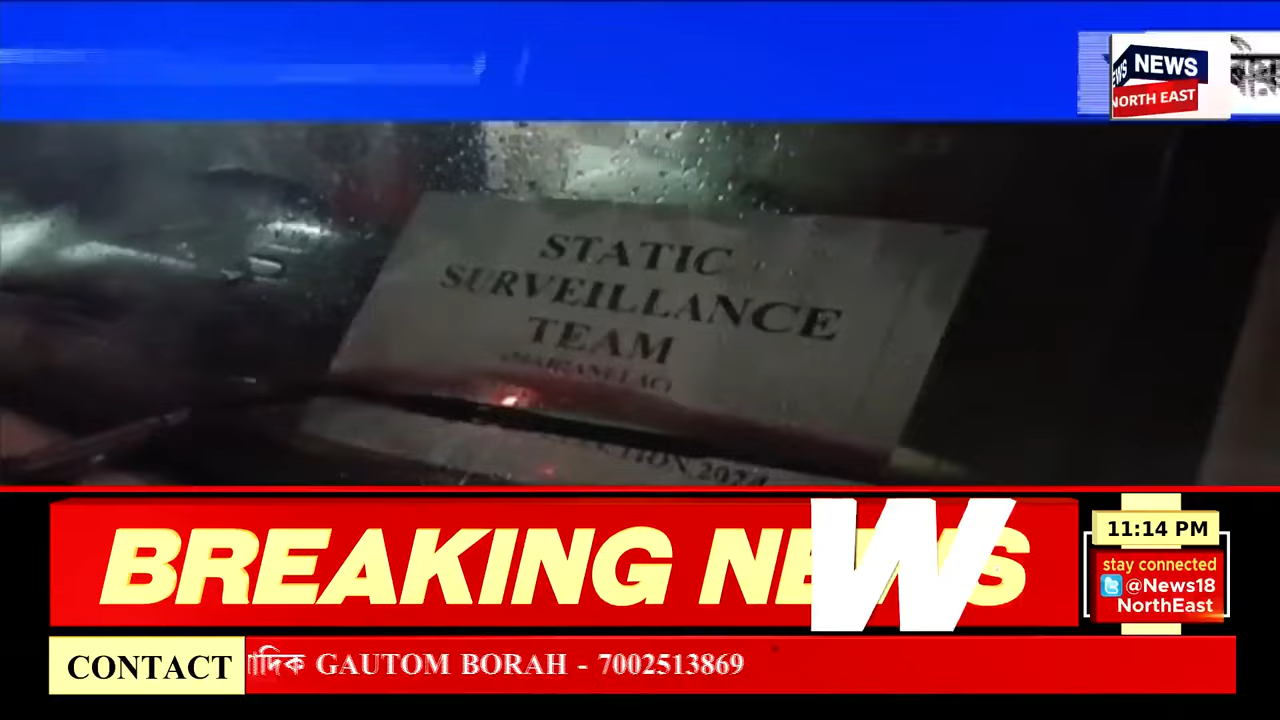 NEWS
NORTH EAST
STATIC
SURVEILLANCE
TEAM
BREAKING NEWS
W
11:14 PM
stay connected
@News18
NorthEast
CONTACT
GAUTOM BORAH - 7002513869